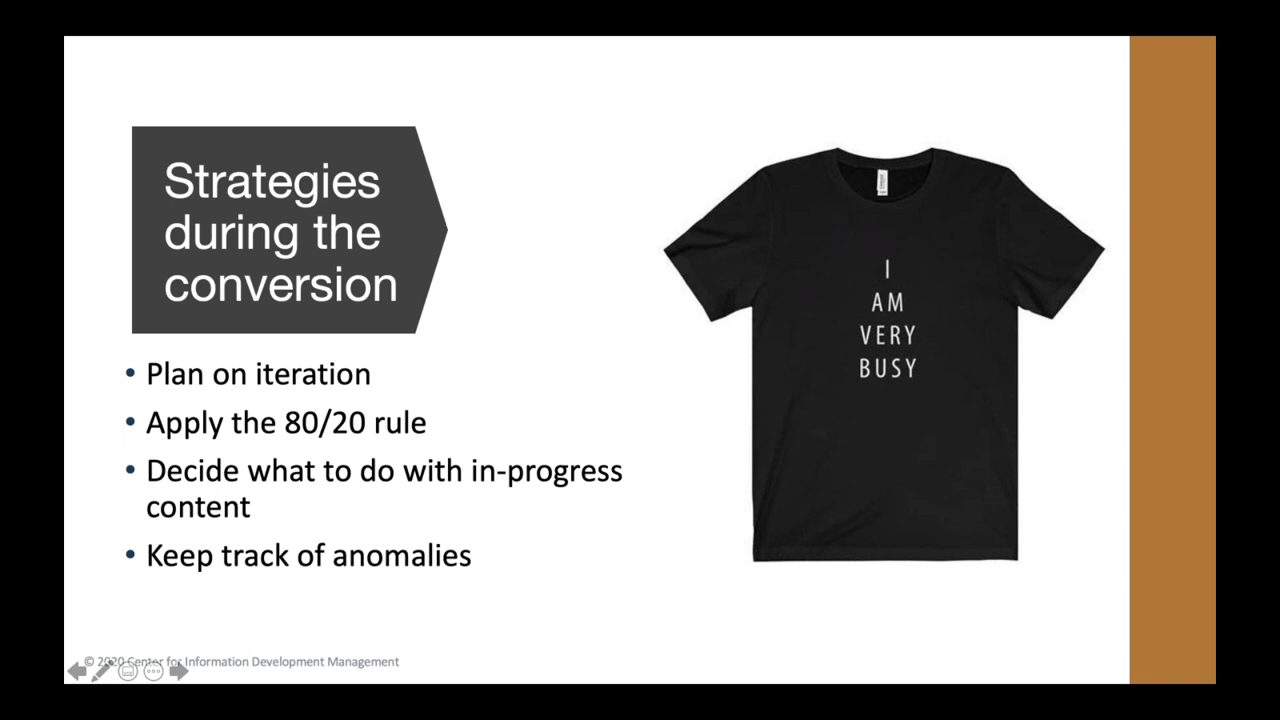 Strategies
during the
conversion
• Plan on iteration
• Apply the 80/20 rule
• Decide what to do with in-progress
content
• Keep track of anomalies
I
AM
VERY
BUSY
© 2020 Center for Information Development Management